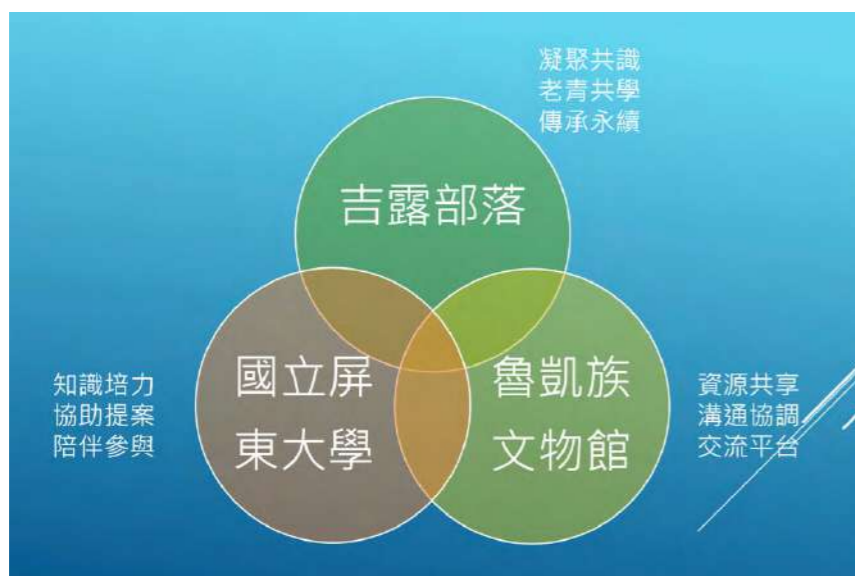 凝聚共識
老青共學
傳承永續
吉露部落
國立屏
東大學
魯凱族
文物館
知識培力
協助提案
陪伴參與
資源共享
溝通協調
交流平台